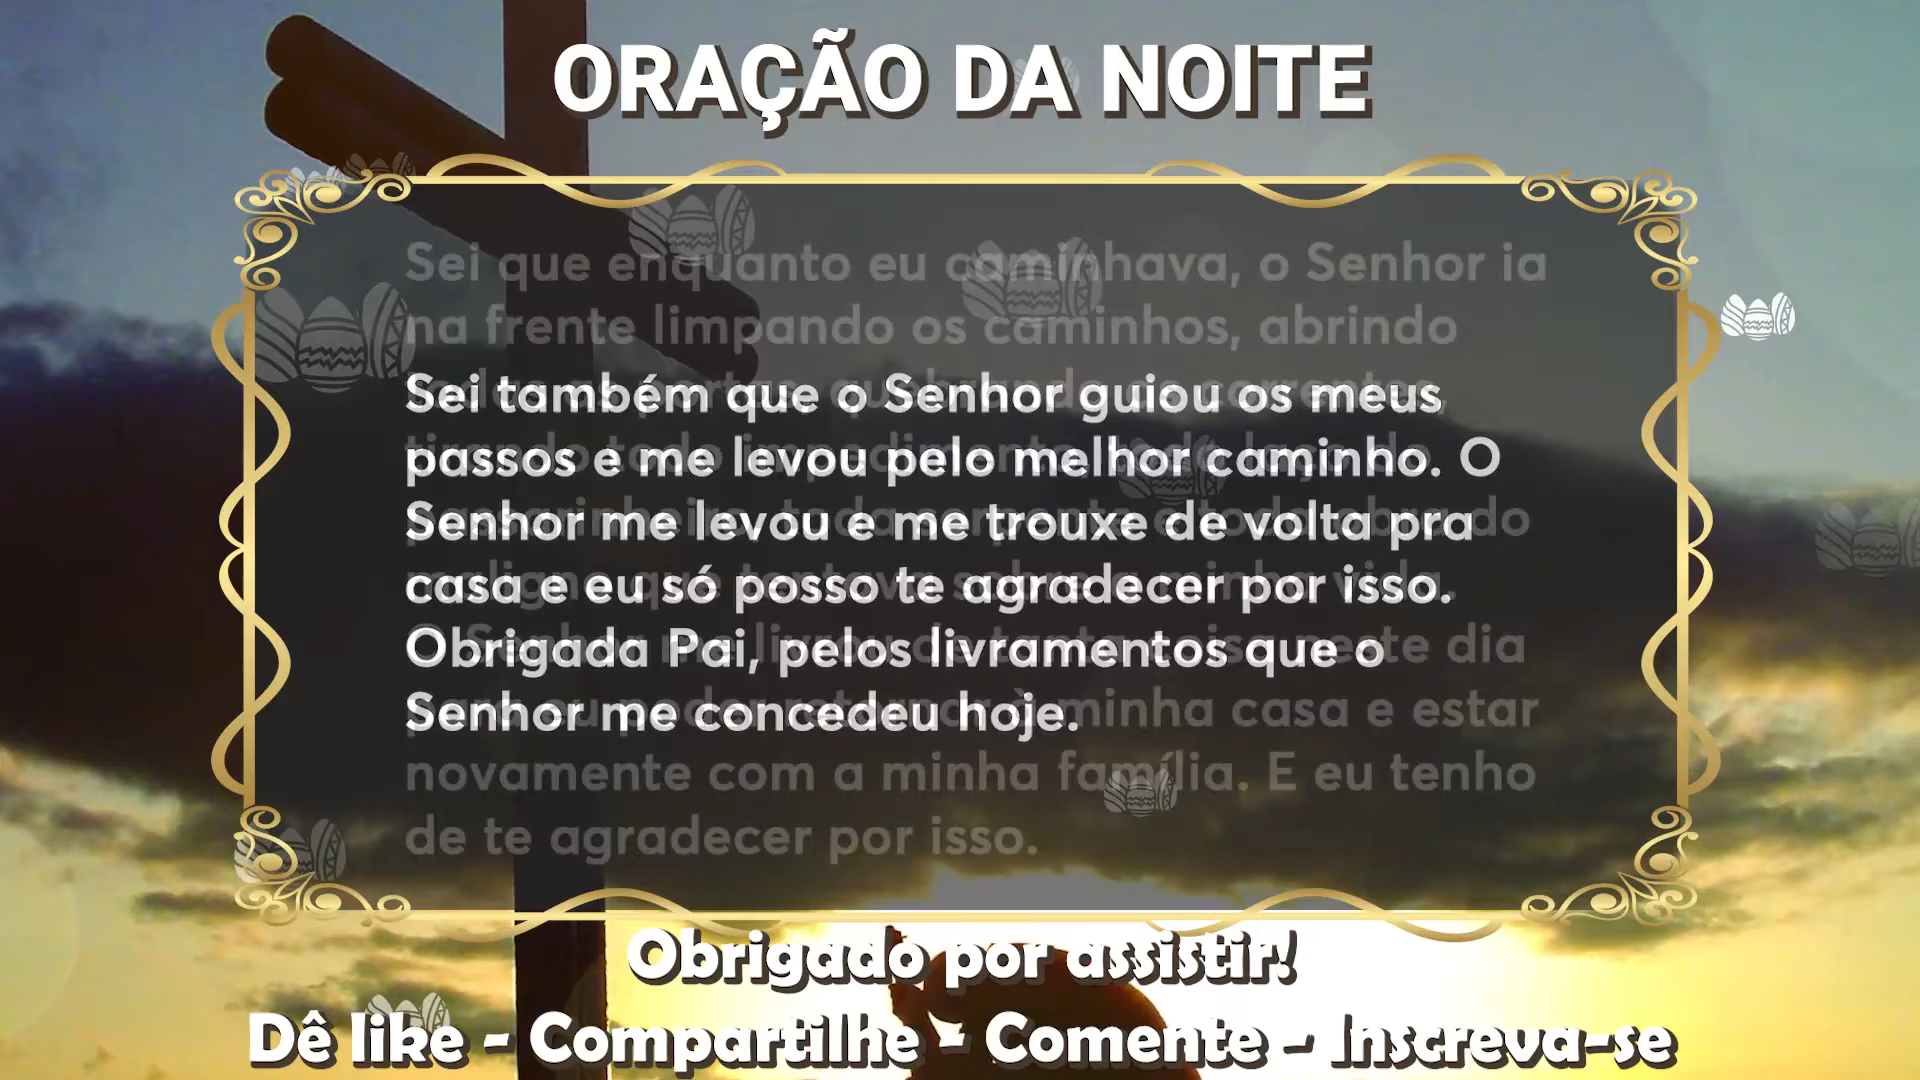 ORAÇÃO DA NOITE
Sei que enquanto eu caminhava, o Senhor ia
na frente limpando os caminhos, abrindo
Sei também que o Senhor guiou os meus
passos e me levou pelo melhor caminho. O
Senhor me levou e me trouxe de volta pra
casa e eu só posso te agradecer por isso.
Obrigada Pai, pelos livramentos que o
Senhor me concedeu hoje.
minha casa e estar
novamente com a minha família. E eu tenho
de te agradecer por isso.
Obrigado por assistir!
Dê like - Compartilhe - Comente - Inscreva-se